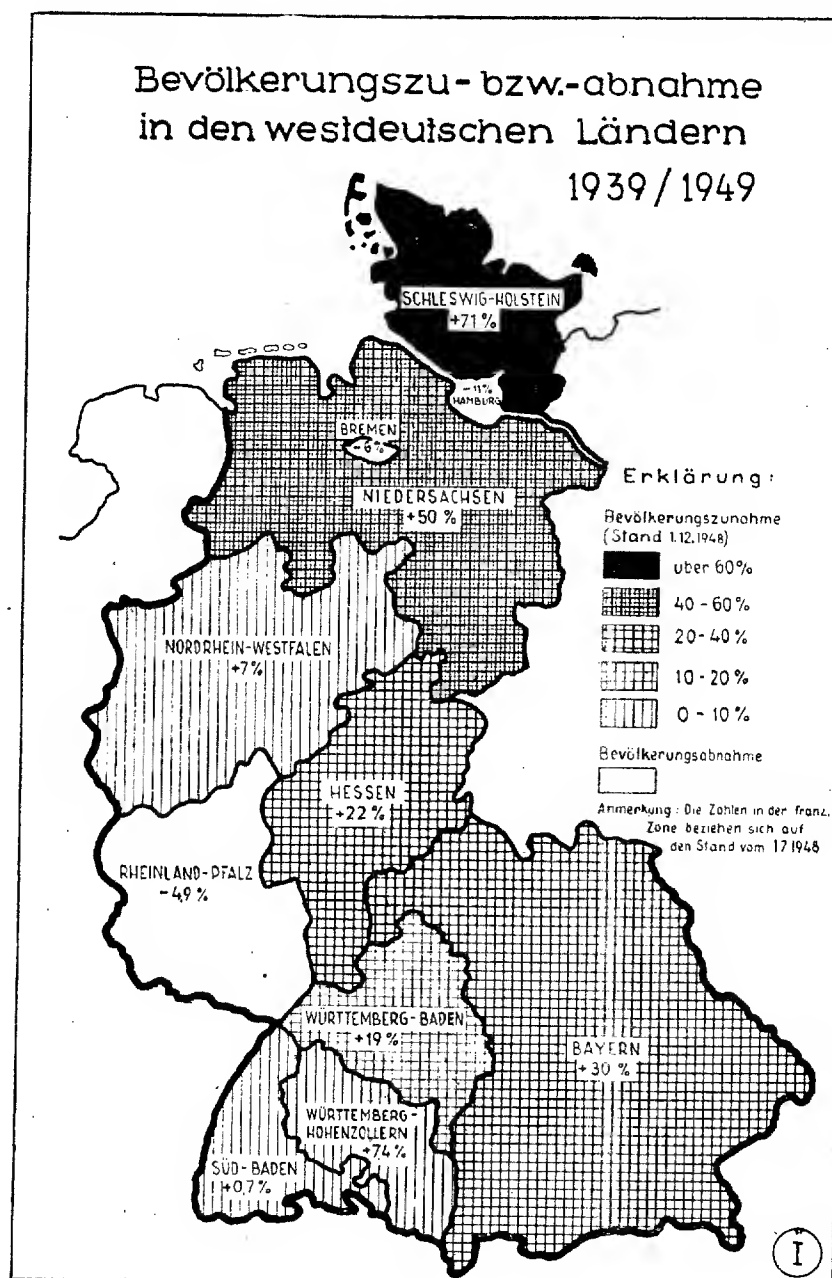 Bevölkerungszu- bzw.-abnahme
in den westdeutschen Ländern
1939/1949
SCHLESWIG-HOLSTEIN
+71 %
-11%
HAMBURG
BREMEN
-6%
NIEDERSACHSEN
+50 %
Erklärung:
Bevölkerungszunahme
(Stand 1.12.1948)
uber 60%
40-60%
20-40%
10-20%
0-10%
Bevölkerungsabnahme
Anmerkung: Die Zahlen in der franz.
Zone beziehen sich auf
den Stand vom 1.7.1948
NORDRHEIN-WESTFALEN
+7%
HESSEN
+22 %
RHEINLAND-PFALZ
-4,9 %
WÜRTTEMBERG-BADEN
+19 %
BAYERN
+30 %
WÜRTTEMBERG-
HOHENZOLLERN
+7,4 %
SÜD-BADEN
+0,7 %
I